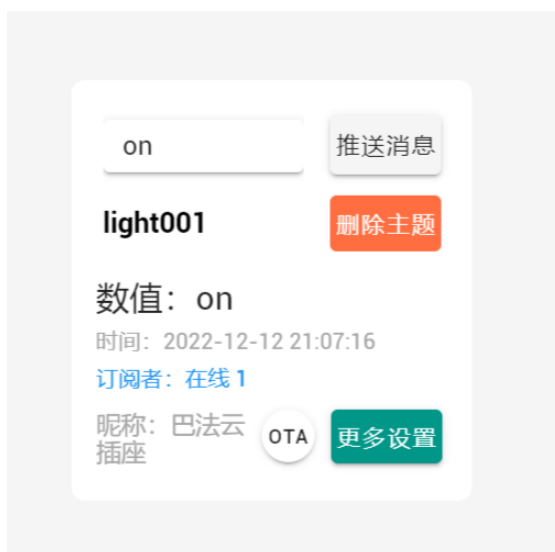 on
推送消息
light001
删除主题
数值：on
时间：2022-12-12 21:07:16
订阅者：在线 1
昵称：巴法云
插座
OTA
更多设置